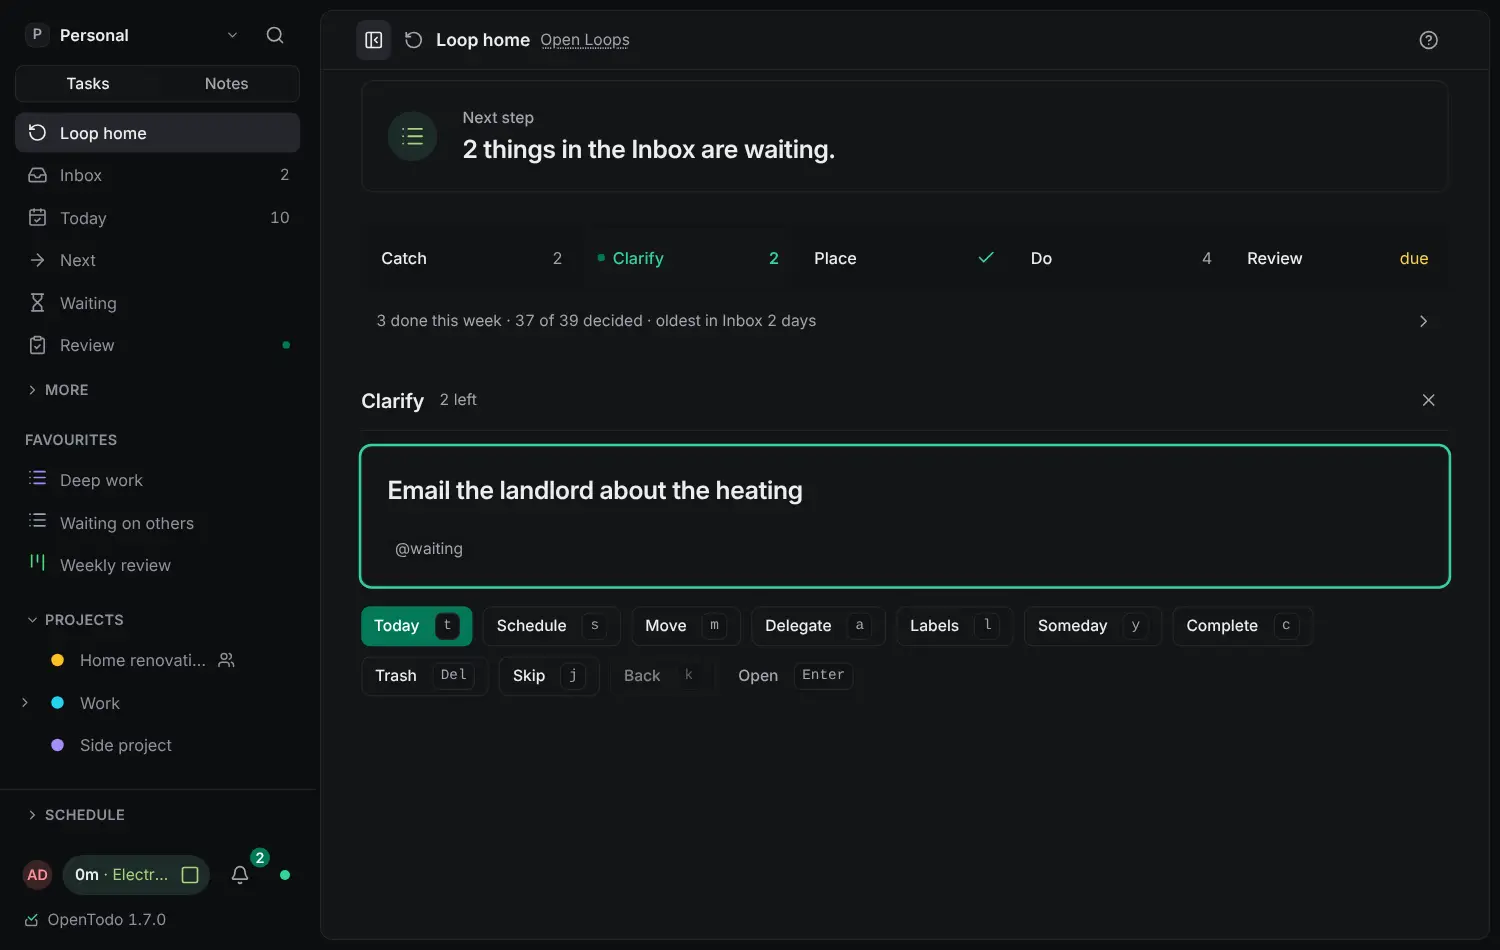 P Personal
Tasks Notes
Loop home
Inbox 2
Today 10
Next
Waiting
Review
MORE
FAVOURITES
Deep work
Waiting on others
Weekly review
PROJECTS
Home renovati...
Work
Side project
SCHEDULE
AD 0m · Electr... 2
OpenTodo 1.7.0
Loop home Open Loops
Next step
2 things in the Inbox are waiting.
Catch 2 Clarify 2 Place Do 4 Review due
3 done this week · 37 of 39 decided · oldest in Inbox 2 days
Clarify 2 left
Email the landlord about the heating
@waiting
Today t Schedule s Move m Delegate a Labels l Someday y Complete c
Trash Del Skip j Back k Open Enter